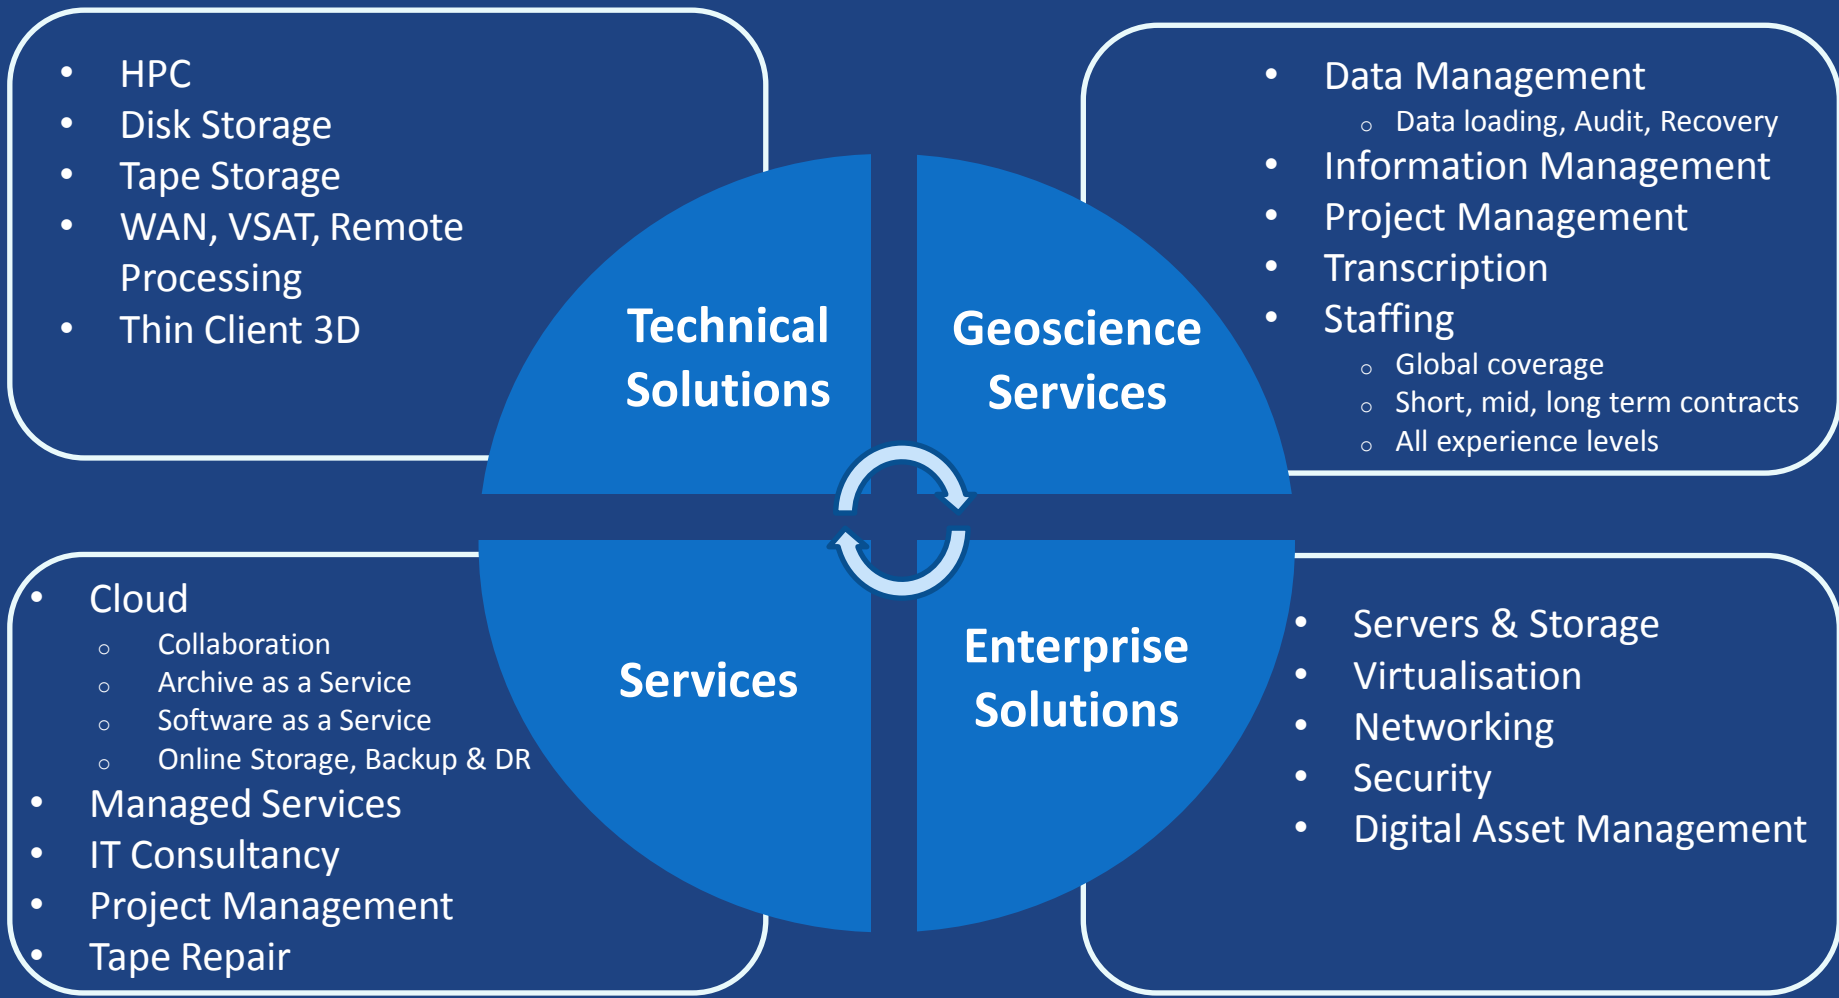 • HPC
• Disk Storage
• Tape Storage
• WAN, VSAT, Remote
Processing
• Thin Client 3D
Technical
Solutions
• Data Management
o Data loading, Audit, Recovery
• Information Management
• Project Management
• Transcription
• Staffing
o Global coverage
o Short, mid, long term contracts
o All experience levels
Geoscience
Services
• Cloud
o Collaboration
o Archive as a Service
o Software as a Service
o Online Storage, Backup & DR
• Managed Services
• IT Consultancy
• Project Management
• Tape Repair
Services
Enterprise
Solutions
• Servers & Storage
• Virtualisation
• Networking
• Security
• Digital Asset Management